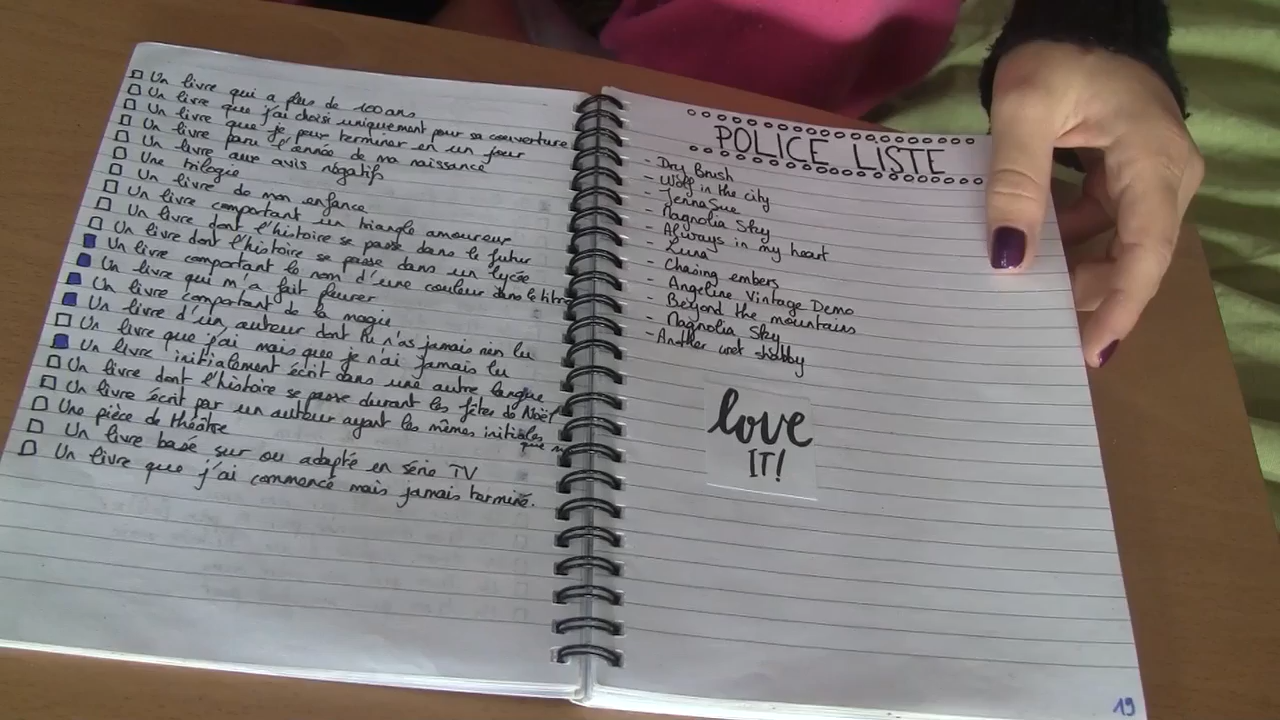 Un livre qui a plus de 100 ans
Un livre que j'ai choisi uniquement pour sa couverture
Un livre que je peux terminer en un jour
Un livre paru l'année de ma naissance
Un livre aux avis négatifs
Une trilogie
Un livre de mon enfance
Un livre comportant un triangle amoureux
Un livre dont l'histoire se passe dans le futur
Un livre dont l'histoire se passe dans un lycée
Un livre comportant le nom d'une couleur dans le titre
Un livre qui m'a fait pleurer
Un livre comportant de la magie
Un livre d'un auteur dont tu n'as jamais rien lu
Un livre que j'ai mais que je n'ai jamais lu
Un livre initialement écrit dans une autre langue
Un livre dont l'histoire se passe durant les fêtes de Noël
Un livre écrit par un auteur ayant les mêmes initiales
que
Une pièce de théâtre
Un livre basé sur ou adapté en série TV
Un livre que j'ai commencé mais jamais terminé.
POLICE LISTE
- Dry Brush
- Wolf in the city
- JennaSue
- Magnolia Sky
- Always in my heart
- Luna
- Chasing embers
- Angeline Vintage Demo
- Beyond the mountains
- Magnolia Sky
- Another wet shabby
love
IT!
19